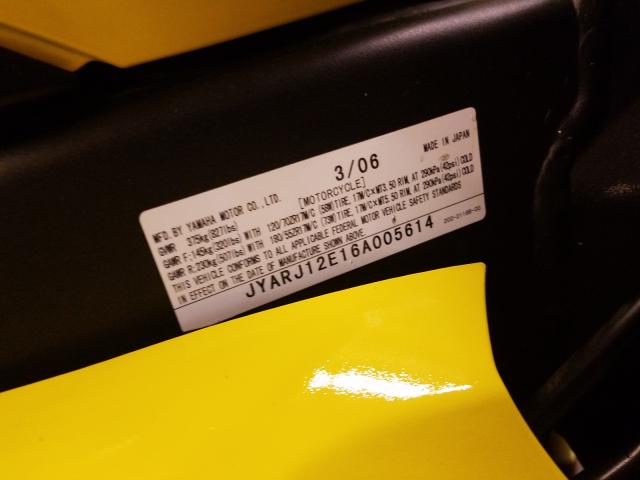 MFD. BY YAMAHA MOTOR CO., LTD. 3/06 MADE IN JAPAN
[MOTORCYCLE]
GVWR 375kg(827lbs)
GAWR F:145kg(320lbs) WITH 120/70ZR17M/C (58W)TIRE, 17M/C×MT3.50 RIM, AT 290kPa(42psi)COLD
GAWR R:230kg(507lbs) WITH 180/55ZR17M/C (73W)TIRE, 17M/C×MT5.50 RIM, AT 290kPa(42psi)COLD
THIS VEHICLE CONFORMS TO ALL APPLICABLE FEDERAL MOTOR VEHICLE SAFETY STANDARDS
IN EFFECT ON THE DATE OF MANUFACTURE SHOWN ABOVE.
JYARJ12E16A005614